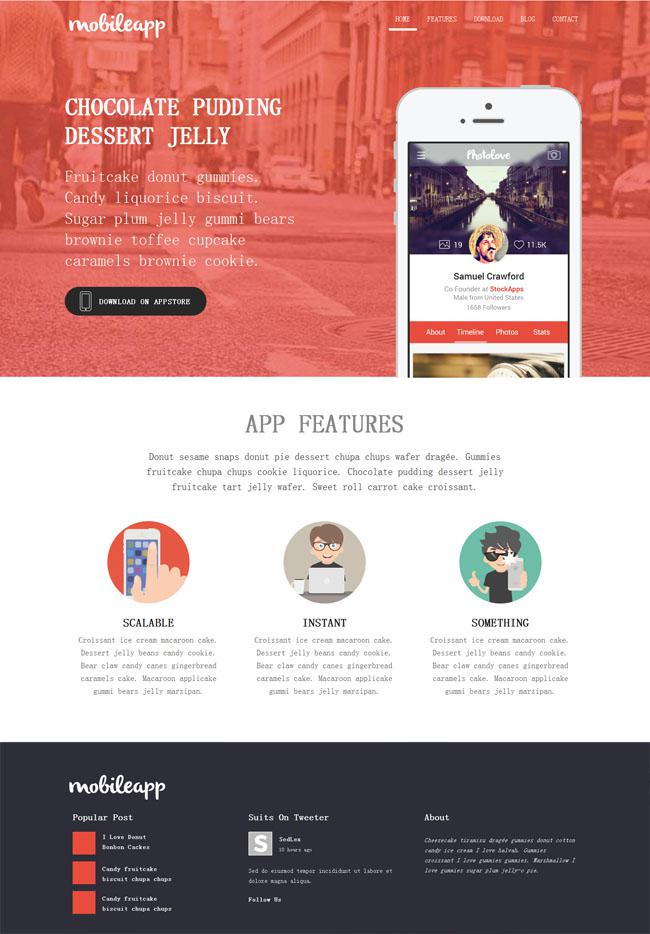 mobileapp
HOME FEATURES DOWNLOAD BLOG CONTACT
CHOCOLATE PUDDING
DESSERT JELLY
Fruitcake donut gummies.
Candy liquorice biscuit.
Sugar plum jelly gummi bears
brownie toffee cupcake
caramels brownie cookie.
DOWNLOAD ON APPSTORE
PhotoLove
19 11.5K
Samuel Crawford
Co-Founder at StockApps
Male from United States
1658 Followers
About Timeline Photos Stats
APP FEATURES
Donut sesame snaps donut pie dessert chupa chups wafer dragée. Gummies
fruitcake chupa chups cookie liquorice. Chocolate pudding dessert jelly
fruitcake tart jelly wafer. Sweet roll carrot cake croissant.
SCALABLE
Croissant ice cream macaroon cake.
Dessert jelly beans candy cookie.
Bear claw candy canes gingerbread
caramels cake. Macaroon applicake
gummi bears jelly marzipan.
INSTANT
Croissant ice cream macaroon cake.
Dessert jelly beans candy cookie.
Bear claw candy canes gingerbread
caramels cake. Macaroon applicake
gummi bears jelly marzipan.
SOMETHING
Croissant ice cream macaroon cake.
Dessert jelly beans candy cookie.
Bear claw candy canes gingerbread
caramels cake. Macaroon applicake
gummi bears jelly marzipan.
mobileapp
Popular Post
I Love Donut
Bonbon Cackes
Candy fruitcake
biscuit chupa chups
Candy fruitcake
biscuit chupa chups
Suits On Tweeter
S
SedLex
10 hours ago
Sed do eiusmod tempor incididunt ut labore et
dolore magna aliqua.
Follow Us
About
Cheesecake tiramisu dragée gummies donut cotton
candy ice cream I love halvah. Gummies
croissant I love gummies gummies. Marshmallow I
love gummies sugar plum jelly-o pie.